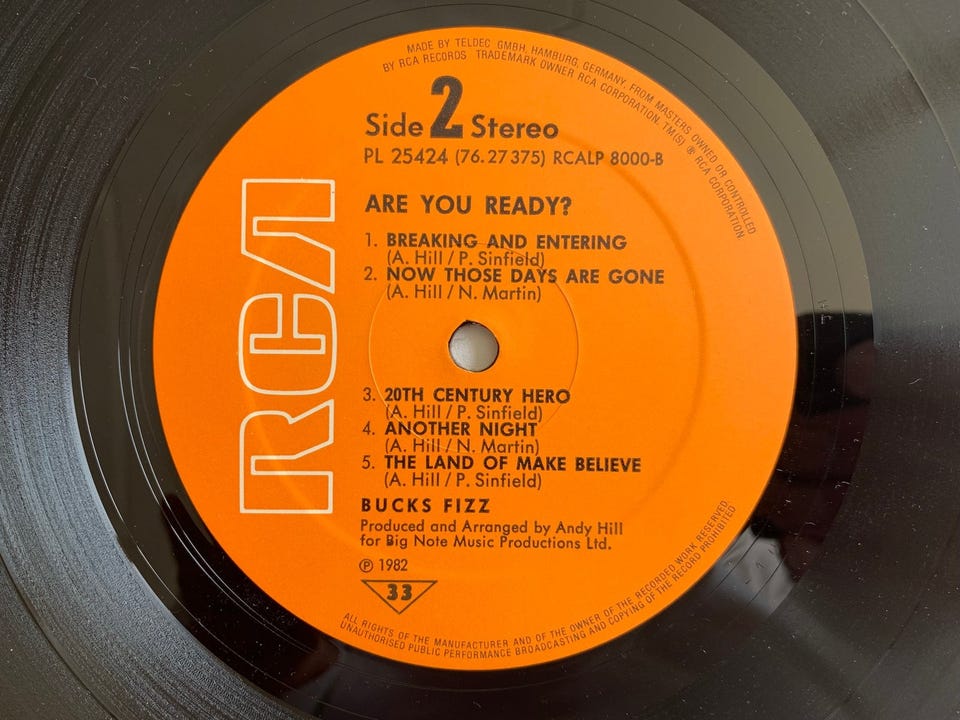 MADE BY TELDEC GMBH, HAMBURG, GERMANY, FROM MASTERS OWNED OR CONTROLLED
BY RCA RECORDS TRADEMARK OWNER RCA CORPORATION. TM(S) ® RCA CORPORATION
Side 2 Stereo
PL 25424 (76.27 375) RCALP 8000-B
RCA
ARE YOU READY?
1. BREAKING AND ENTERING
(A. Hill / P. Sinfield)
2. NOW THOSE DAYS ARE GONE
(A. Hill / N. Martin)
3. 20TH CENTURY HERO
(A. Hill / P. Sinfield)
4. ANOTHER NIGHT
(A. Hill / N. Martin)
5. THE LAND OF MAKE BELIEVE
(A. Hill / P. Sinfield)
BUCKS FIZZ
Produced and Arranged by Andy Hill
for Big Note Music Productions Ltd.
℗ 1982
33
ALL RIGHTS OF THE MANUFACTURER AND OF THE OWNER OF THE RECORDED WORK RESERVED.
UNAUTHORISED PUBLIC PERFORMANCE BROADCASTING AND COPYING OF THE RECORD PROHIBITED